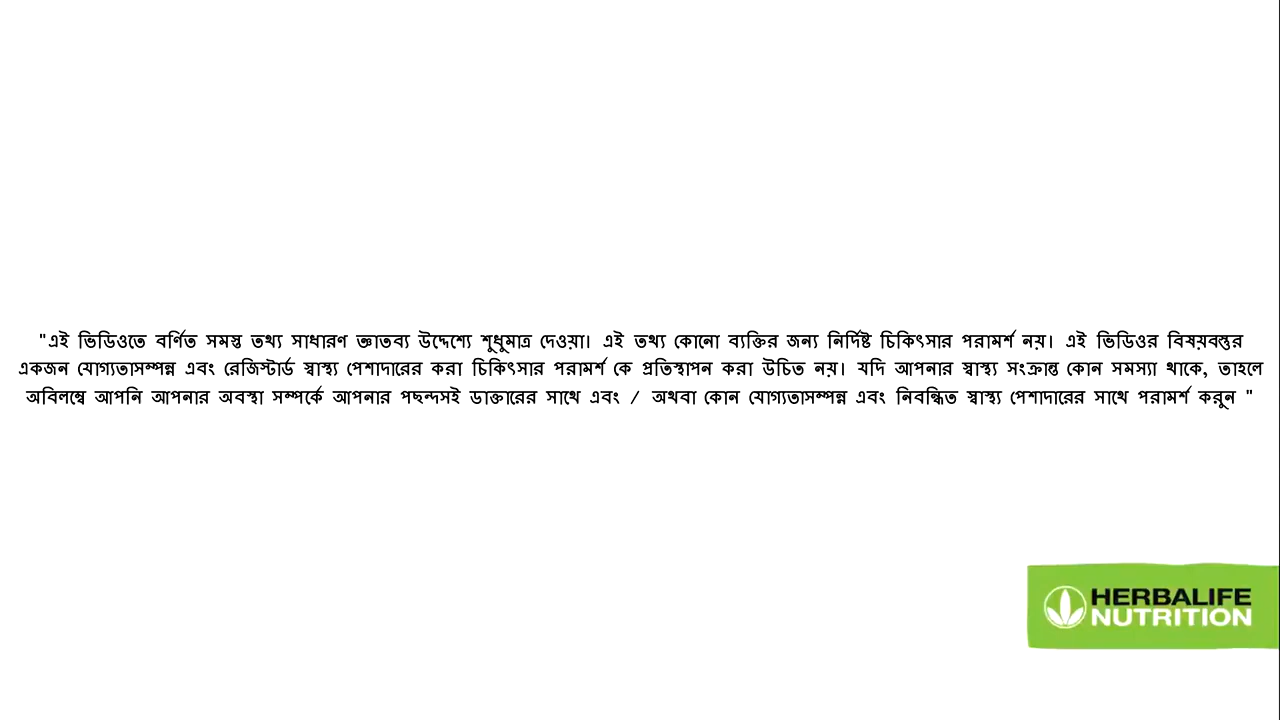 "এই ভিডিওতে বর্ণিত সমস্ত তথ্য সাধারণ জ্ঞাতব্য উদ্দেশ্যে শুধুমাত্র দেওয়া। এই তথ্য কোনো ব্যক্তির জন্য নির্দিষ্ট চিকিৎসার পরামর্শ নয়। এই ভিডিওর বিষয়বস্তুর
একজন যোগ্যতাসম্পন্ন এবং রেজিস্টার্ড স্বাস্থ্য পেশাদারের করা চিকিৎসার পরামর্শ কে প্রতিস্থাপন করা উচিত নয়। যদি আপনার স্বাস্থ্য সংক্রান্ত কোন সমস্যা থাকে, তাহলে
অবিলম্বে আপনি আপনার অবস্থা সম্পর্কে আপনার পছন্দসই ডাক্তারের সাথে এবং / অথবা কোন যোগ্যতাসম্পন্ন এবং নিবন্ধিত স্বাস্থ্য পেশাদারের সাথে পরামর্শ করুন "
HERBALIFE
NUTRITION